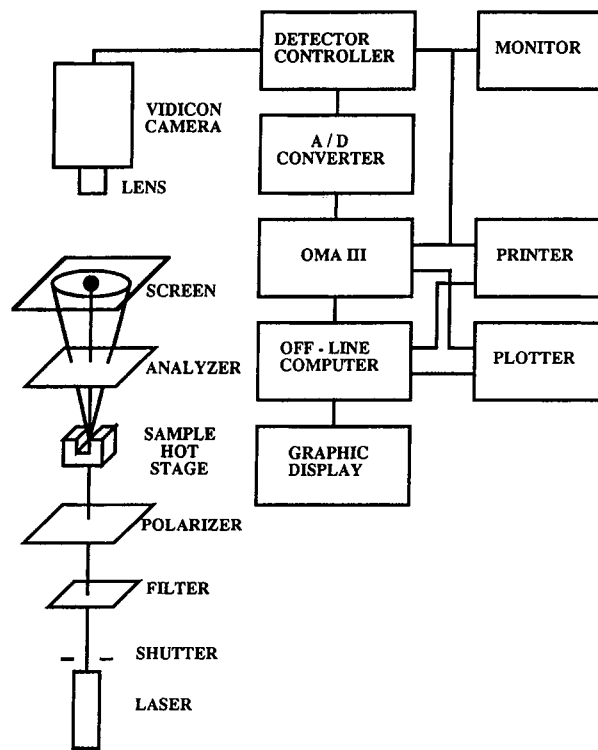 DETECTOR
CONTROLLER
MONITOR
VIDICON
CAMERA
A / D
CONVERTER
LENS
OMA III
PRINTER
SCREEN
OFF - LINE
COMPUTER
PLOTTER
ANALYZER
SAMPLE
HOT
STAGE
GRAPHIC
DISPLAY
POLARIZER
FILTER
SHUTTER
LASER